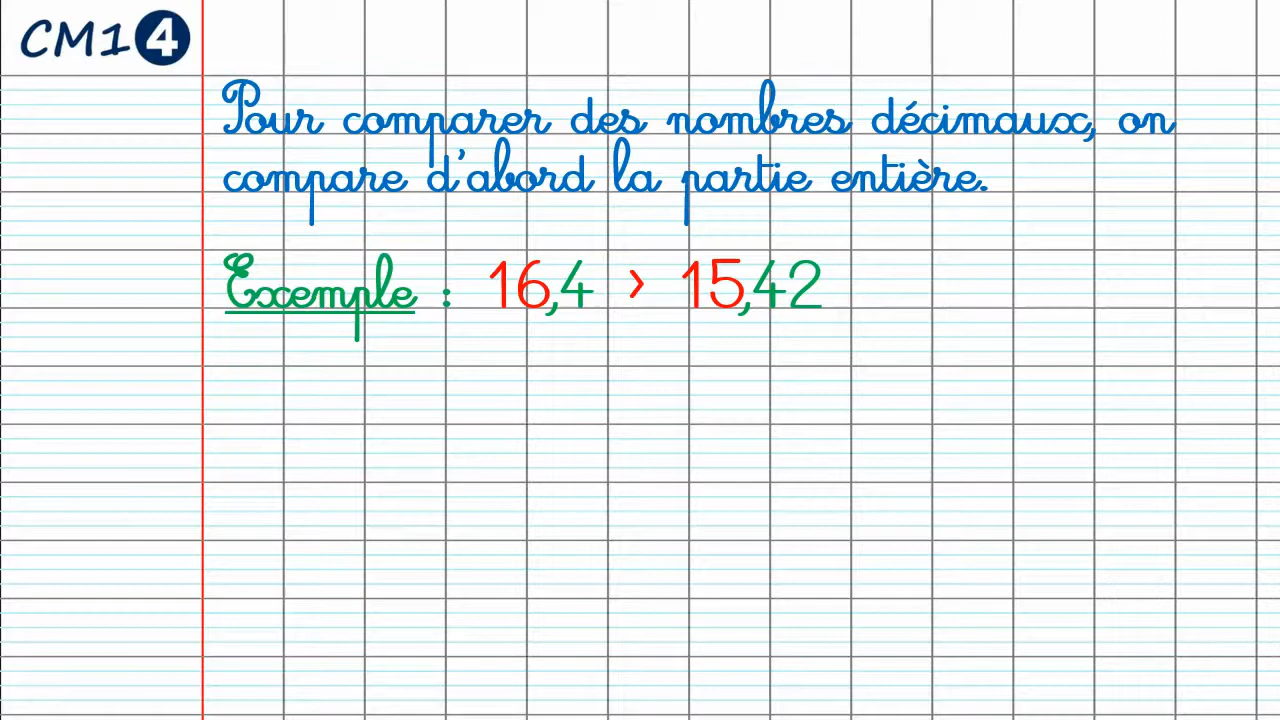 CM1 4
Pour comparer des nombres décimaux, on
compare d'abord la partie entière.
Exemple : 16,4 > 15,42